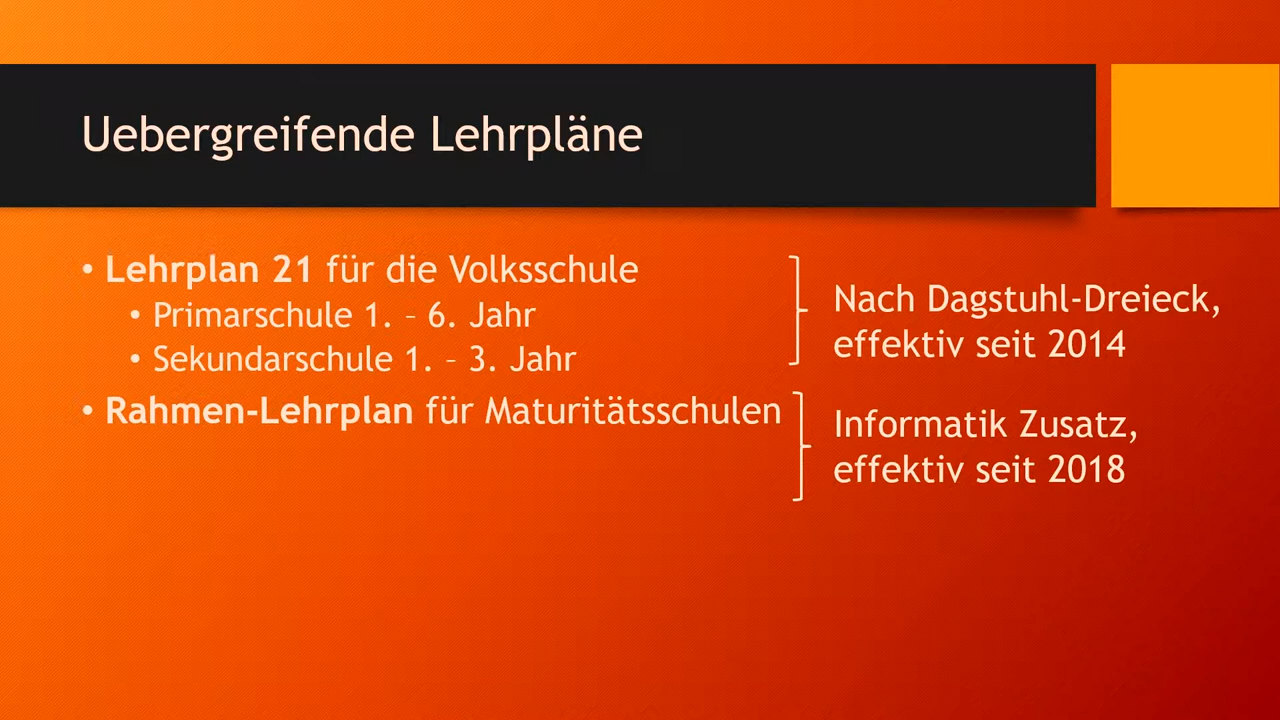 Uebergreifende Lehrpläne
• Lehrplan 21 für die Volksschule
• Primarschule 1. – 6. Jahr
• Sekundarschule 1. – 3. Jahr
• Rahmen-Lehrplan für Maturitätsschulen
Nach Dagstuhl-Dreieck,
effektiv seit 2014
Informatik Zusatz,
effektiv seit 2018